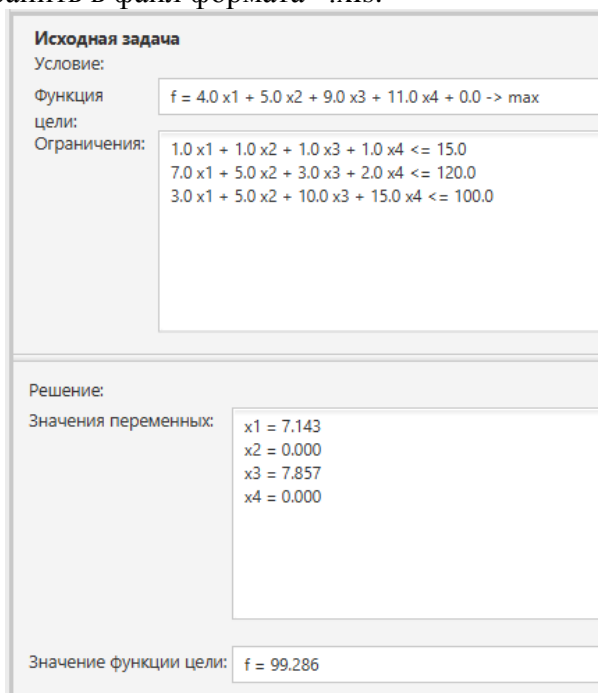 Исходная задача
Условие:
Функция цели:
f = 4.0 x1 + 5.0 x2 + 9.0 x3 + 11.0 x4 + 0.0 -> max
Ограничения:
1.0 x1 + 1.0 x2 + 1.0 x3 + 1.0 x4 <= 15.0
7.0 x1 + 5.0 x2 + 3.0 x3 + 2.0 x4 <= 120.0
3.0 x1 + 5.0 x2 + 10.0 x3 + 15.0 x4 <= 100.0
Решение:
Значения переменных:
x1 = 7.143
x2 = 0.000
x3 = 7.857
x4 = 0.000
Значение функции цели:
f = 99.286